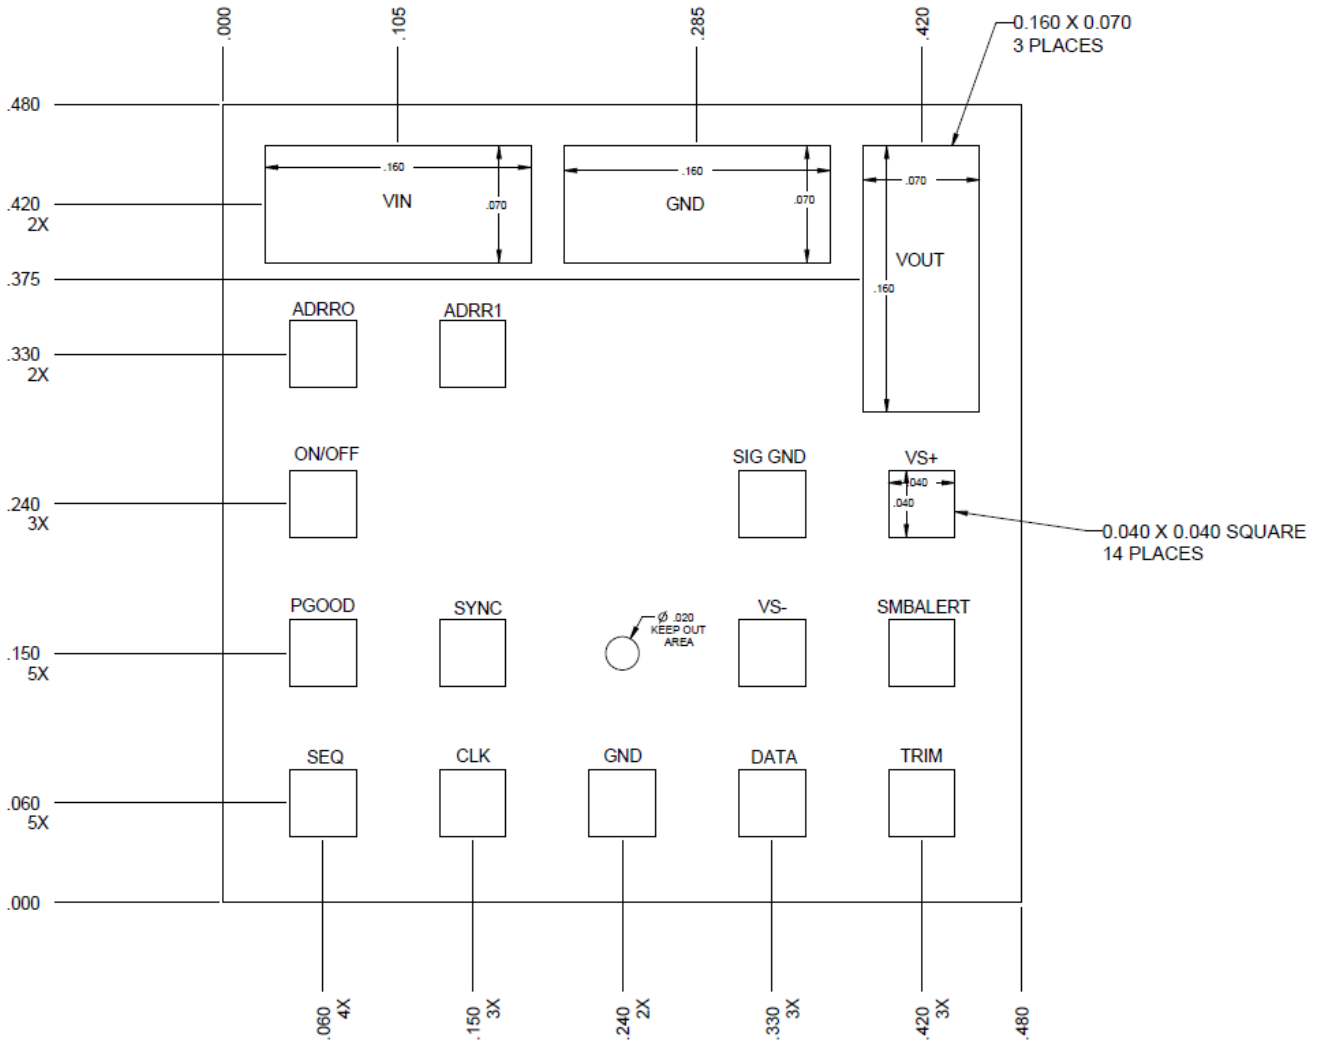 .000
.105
.285
.420
0.160 X 0.070
3 PLACES
.480
.160
.160
.070
VIN
.070
GND
.070
.420
2X
VOUT
.375
.160
ADRRO
ADRR1
.330
2X
ON/OFF
SIG GND
VS+
.040
.040
.240
3X
0.040 X 0.040 SQUARE
14 PLACES
PGOOD
SYNC
Ø .020
KEEP OUT
AREA
VS-
SMBALERT
.150
5X
SEQ
CLK
GND
DATA
TRIM
.060
5X
.000
.060 4X
.150 3X
.240 2X
.330 3X
.420 3X
.480